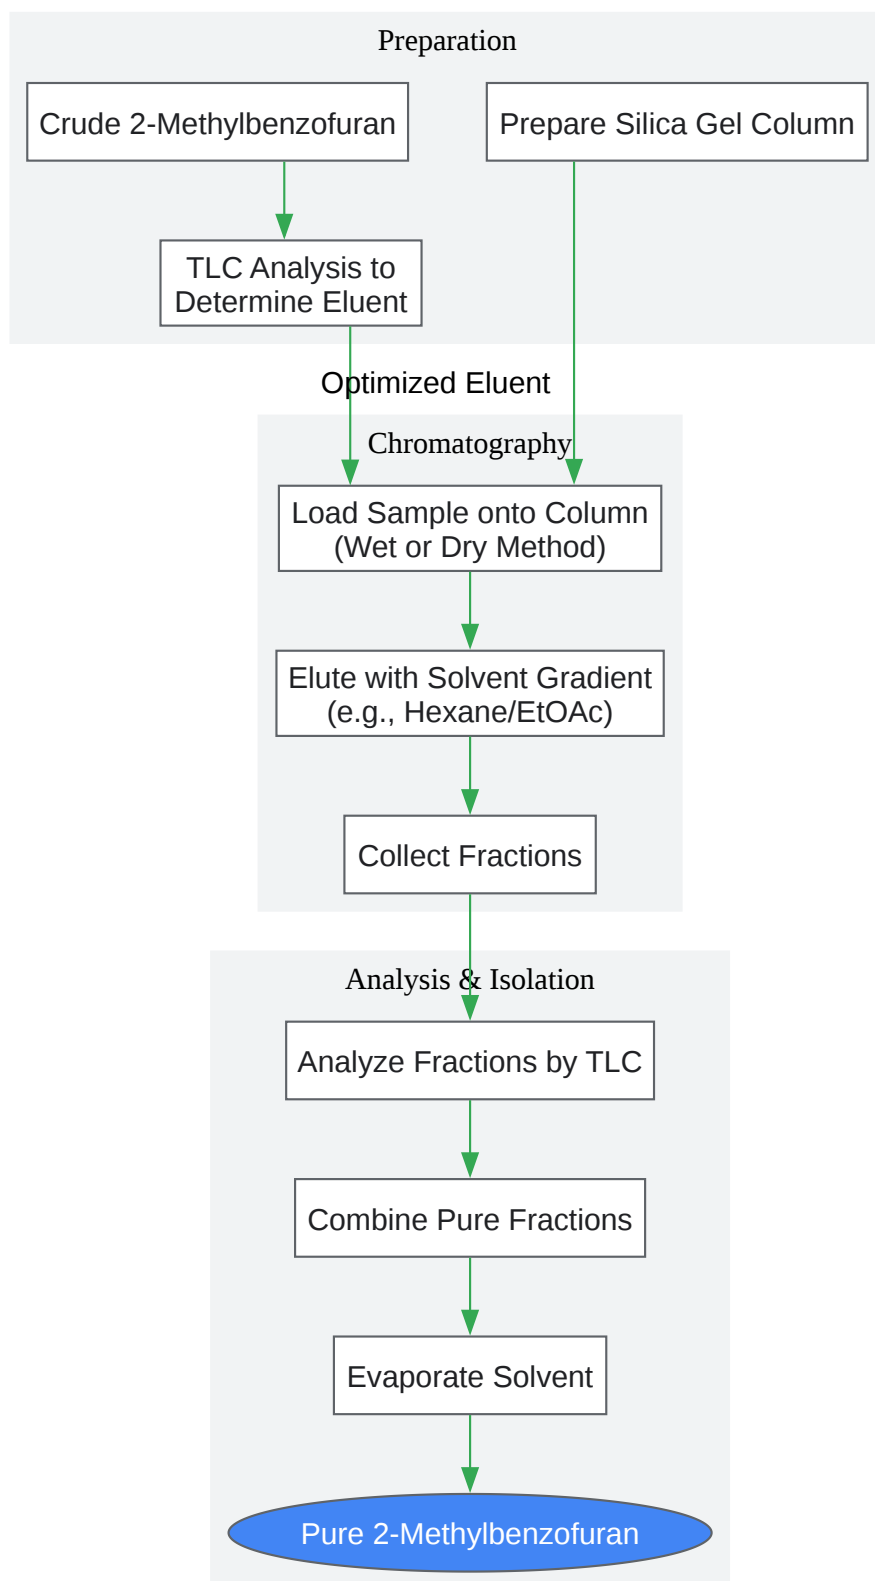 Preparation
Crude 2-Methylbenzofuran
Prepare Silica Gel Column
TLC Analysis to
Determine Eluent
Optimized Eluent
Chromatography
Load Sample onto Column
(Wet or Dry Method)
Elute with Solvent Gradient
(e.g., Hexane/EtOAc)
Collect Fractions
Analysis & Isolation
Analyze Fractions by TLC
Combine Pure Fractions
Evaporate Solvent
Pure 2-Methylbenzofuran